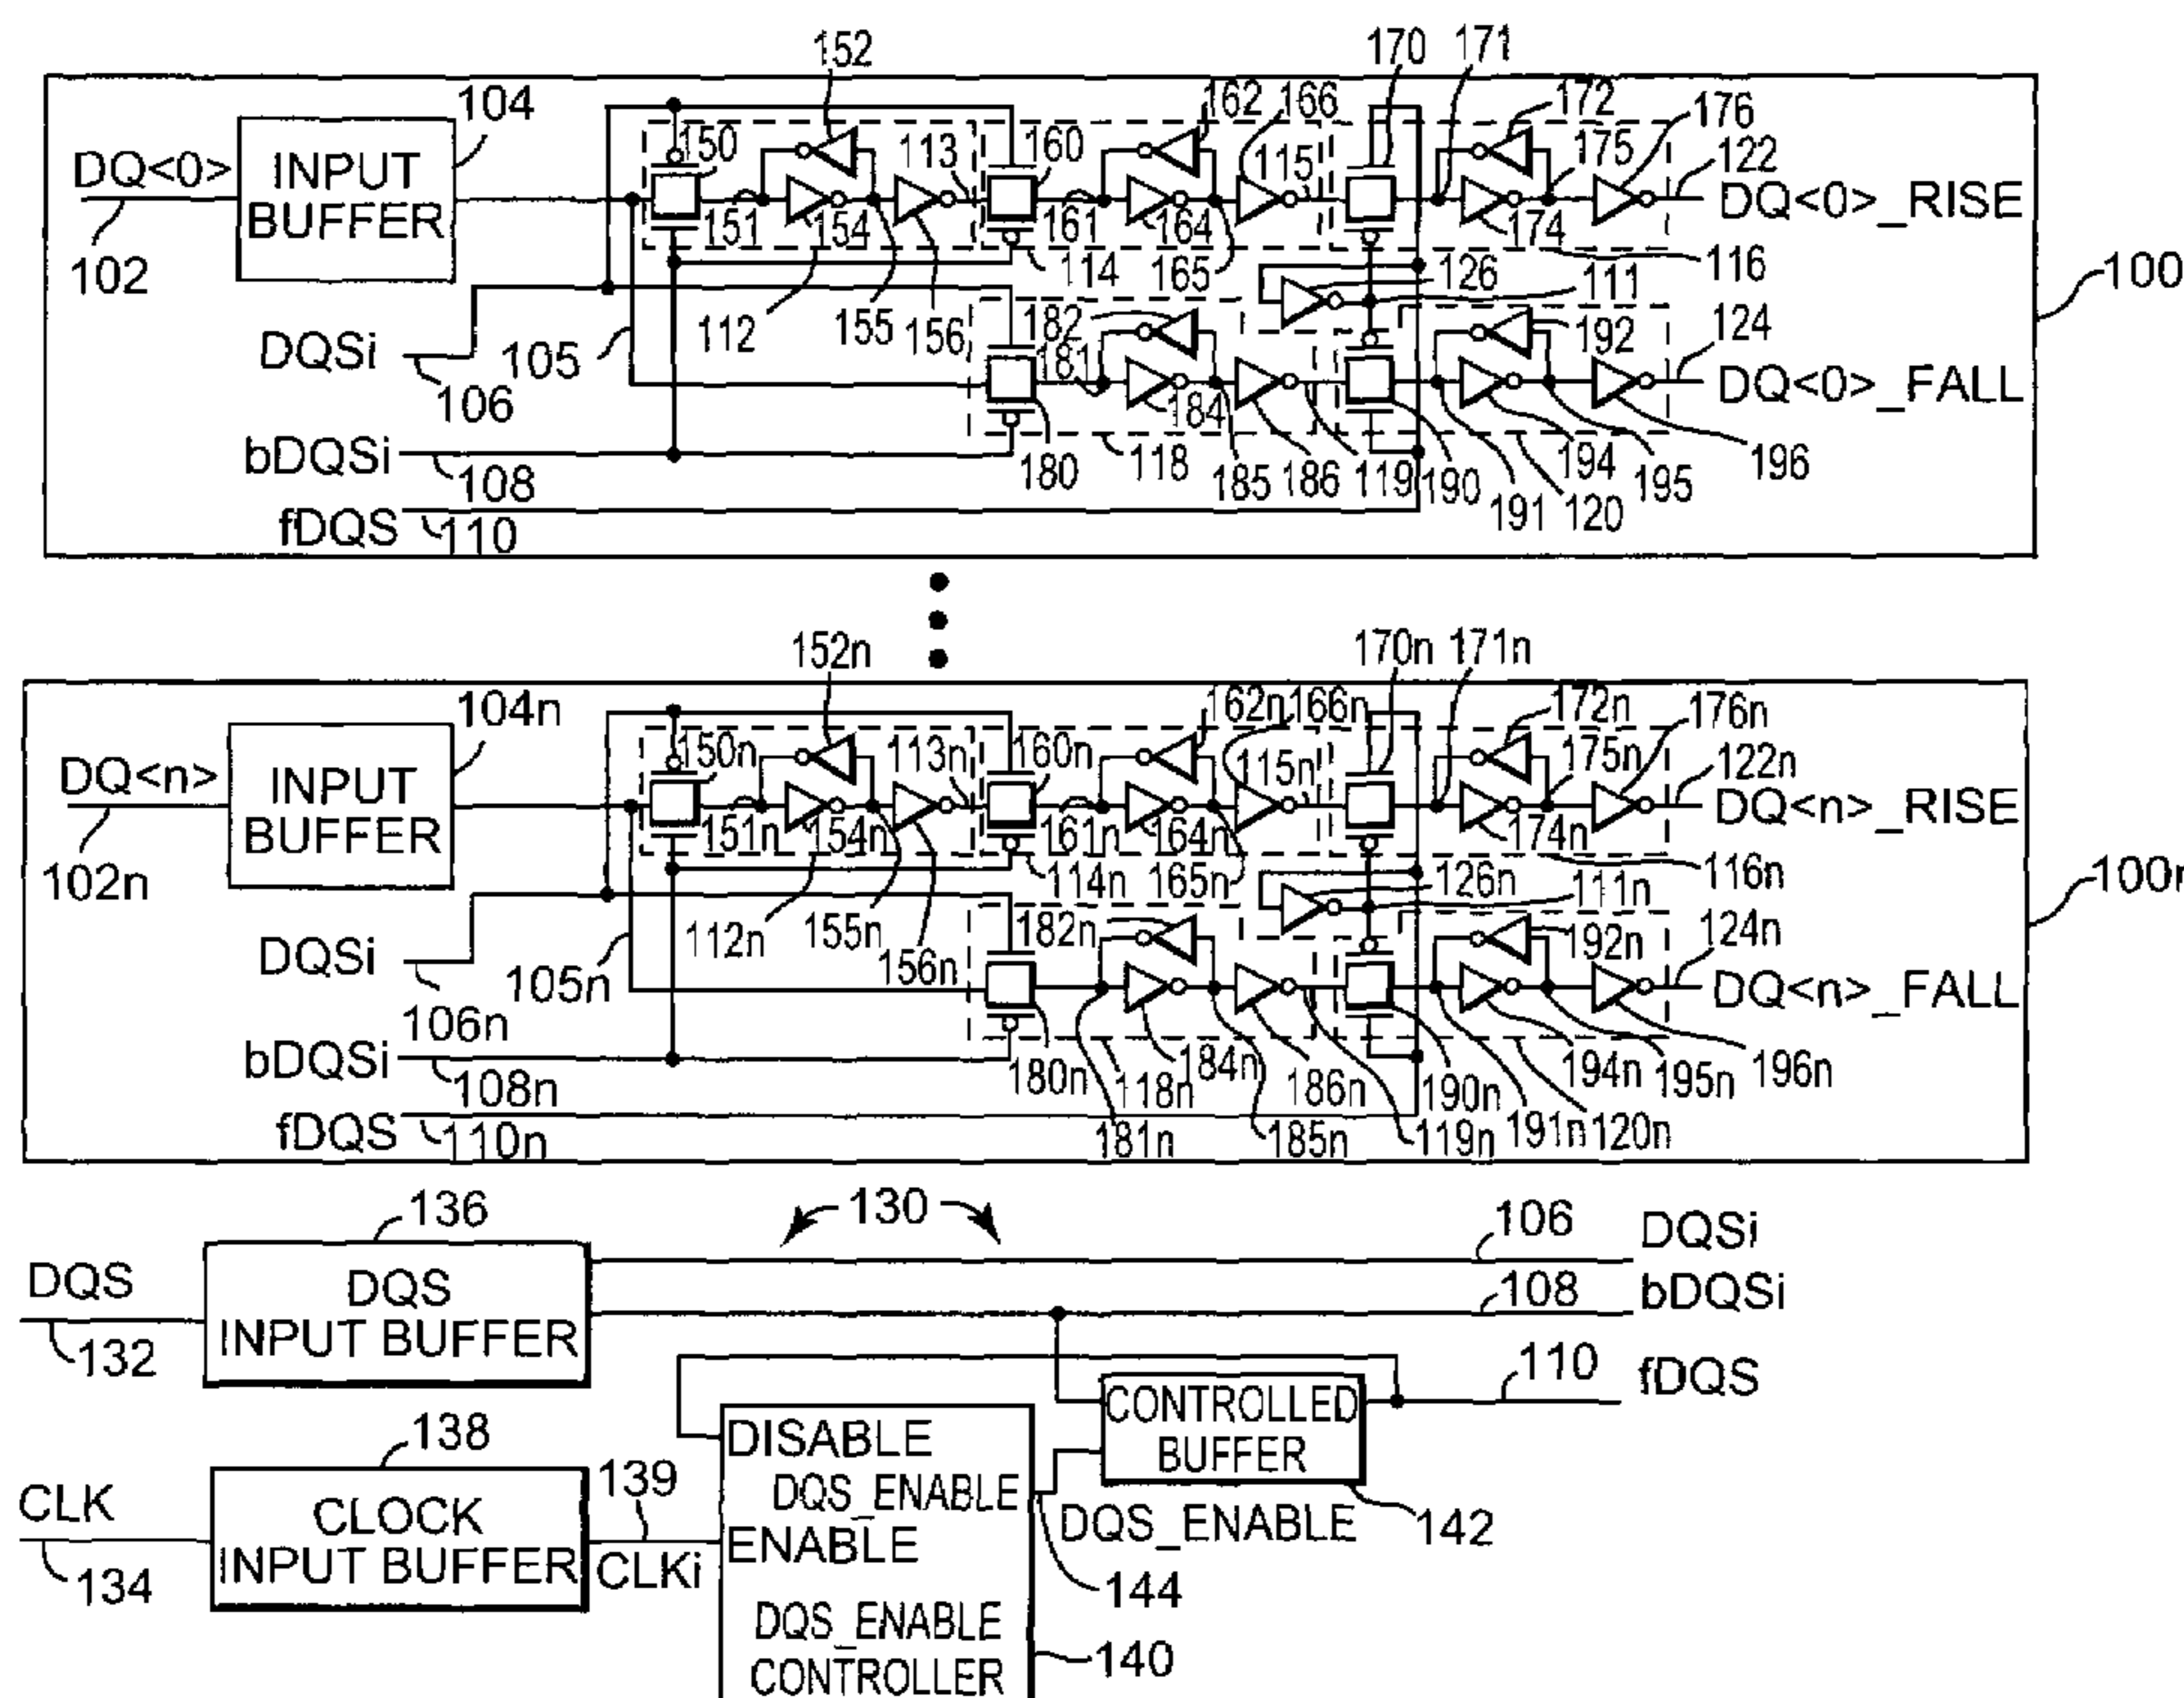 152
170
171
104
DQ<0>
INPUT
BUFFER
102
150
113
160
162
166
115
172
175
176
122
DQ<0>_RISE
151
154
161
164
174
116
100
DQSi
106
105
112
155
156
114
165
126
111
182
181
192
124
DQ<0>_FALL
184
bDQSi
108
180
118
185
186
119
190
194
195
196
191
120
fDQS
110
152n
170n
171n
104n
DQ<n>
INPUT
BUFFER
102n
150n
113n
160n
162n
166n
115n
172n
175n
176n
122n
DQ<n>_RISE
151n
154n
161n
164n
174n
116n
100n
DQSi
106n
105n
112n
155n
156n
114n
165n
126n
111n
182n
192n
124n
DQ<n>_FALL
bDQSi
108n
180n
118n
184n
186n
190n
194n
195n
196n
fDQS
110n
181n
185n
119n
191n
120n
130
136
DQS
132
DQS
INPUT BUFFER
106
DQSi
108
bDQSi
110
fDQS
CONTROLLED
BUFFER
142
138
CLK
134
CLOCK
INPUT BUFFER
139
CLKi
DISABLE
DQS_ENABLE
ENABLE
DQS_ENABLE
144
DQS_ENABLE
CONTROLLER
140